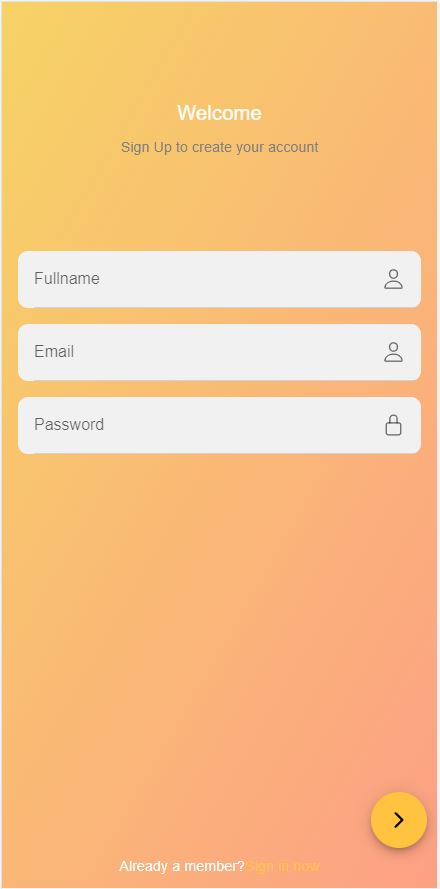 Welcome
Sign Up to create your account
Fullname
Email
Password
Already a member?Sign in now